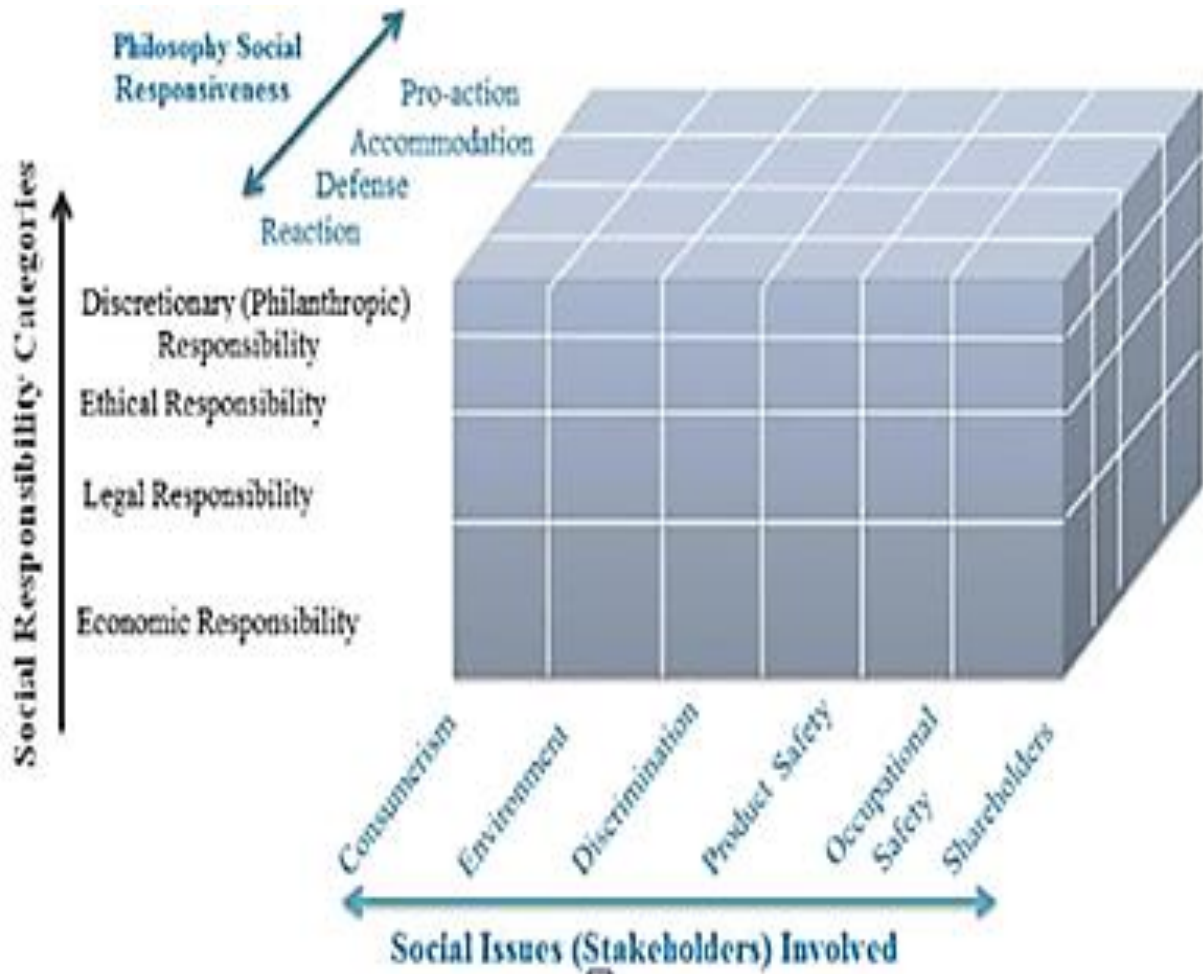 Philosophy Social
Responsiveness
Pro-action
Accommodation
Defense
Reaction
Social Responsibility Categories
Discretionary (Philanthropic)
Responsibility
Ethical Responsibility
Legal Responsibility
Economic Responsibility
Consumerism
Environment
Discrimination
Product Safety
Occupational
Safety
Shareholders
Social Issues (Stakeholders) Involved